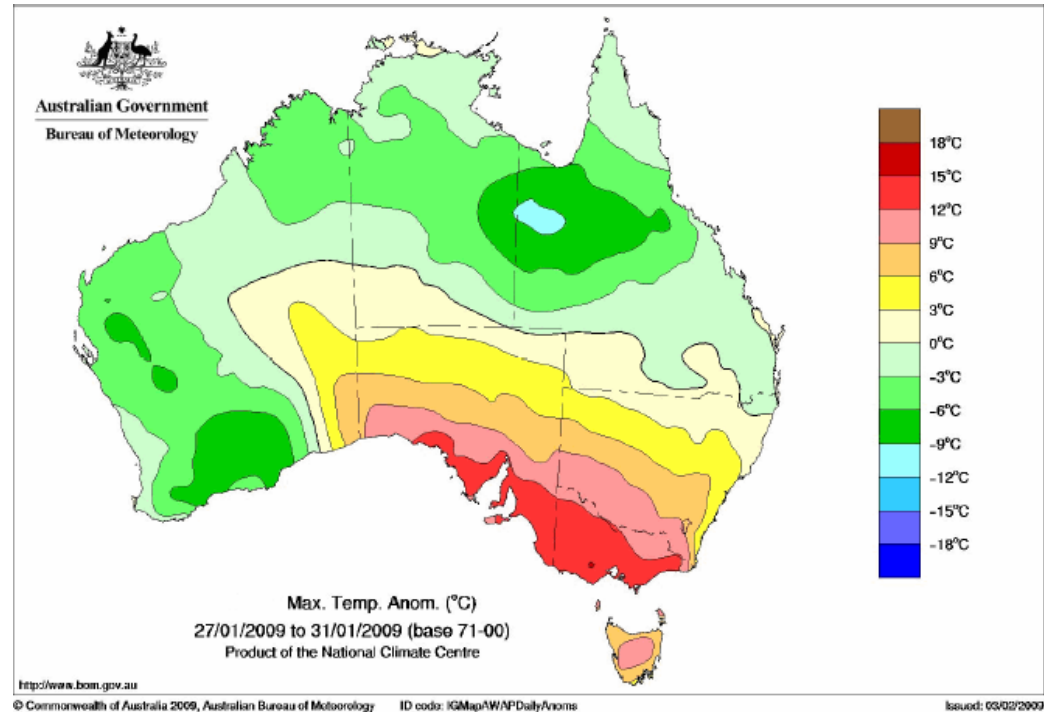 Australian Government
Bureau of Meteorology
18°C
15°C
12°C
9°C
6°C
3°C
0°C
-3°C
-6°C
-9°C
-12°C
-15°C
-18°C
Max. Temp. Anom. (°C)
27/01/2009 to 31/01/2009 (base 71-00)
Product of the National Climate Centre
http://www.bom.gov.au
© Commonwealth of Australia 2009, Australian Bureau of Meteorology ID code: IGMapAWAPDailyAnoms Issued: 03/02/2009